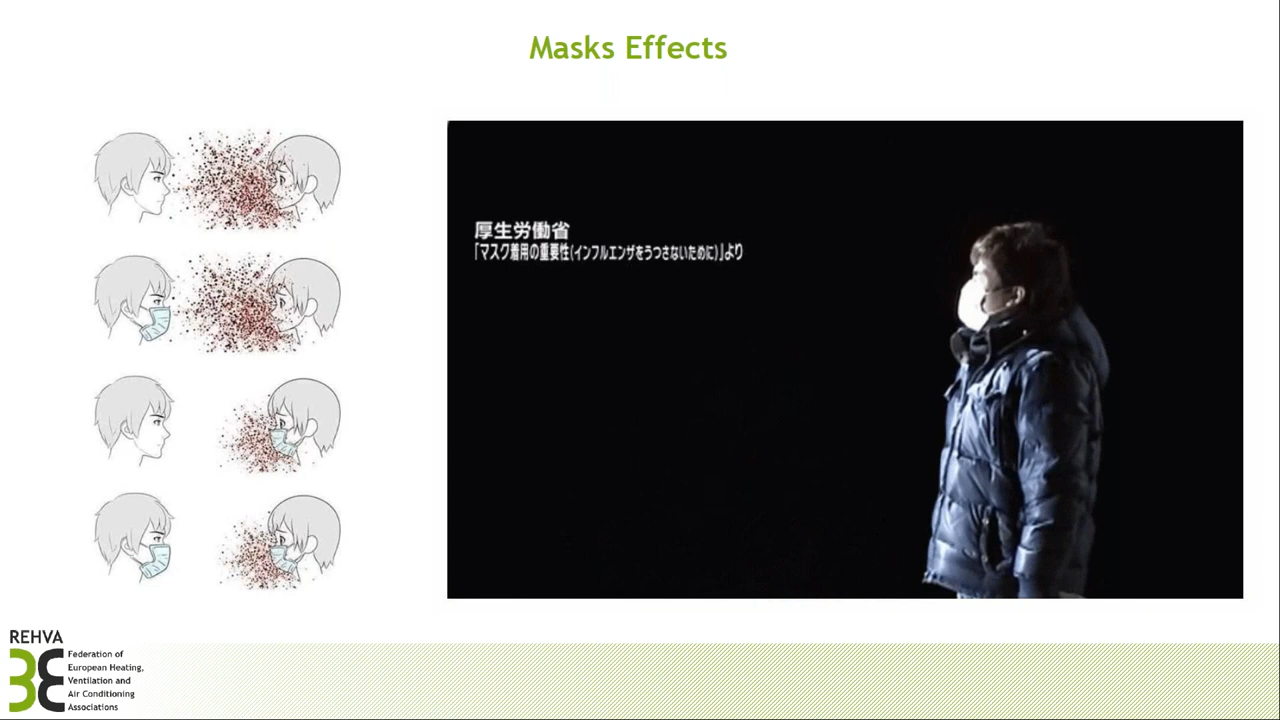 Masks Effects
厚生労働省
「マスク着用の重要性(インフルエンザをうつさないために)」より
REHVA
Federation of
European Heating,
Ventilation and
Air Conditioning
Associations